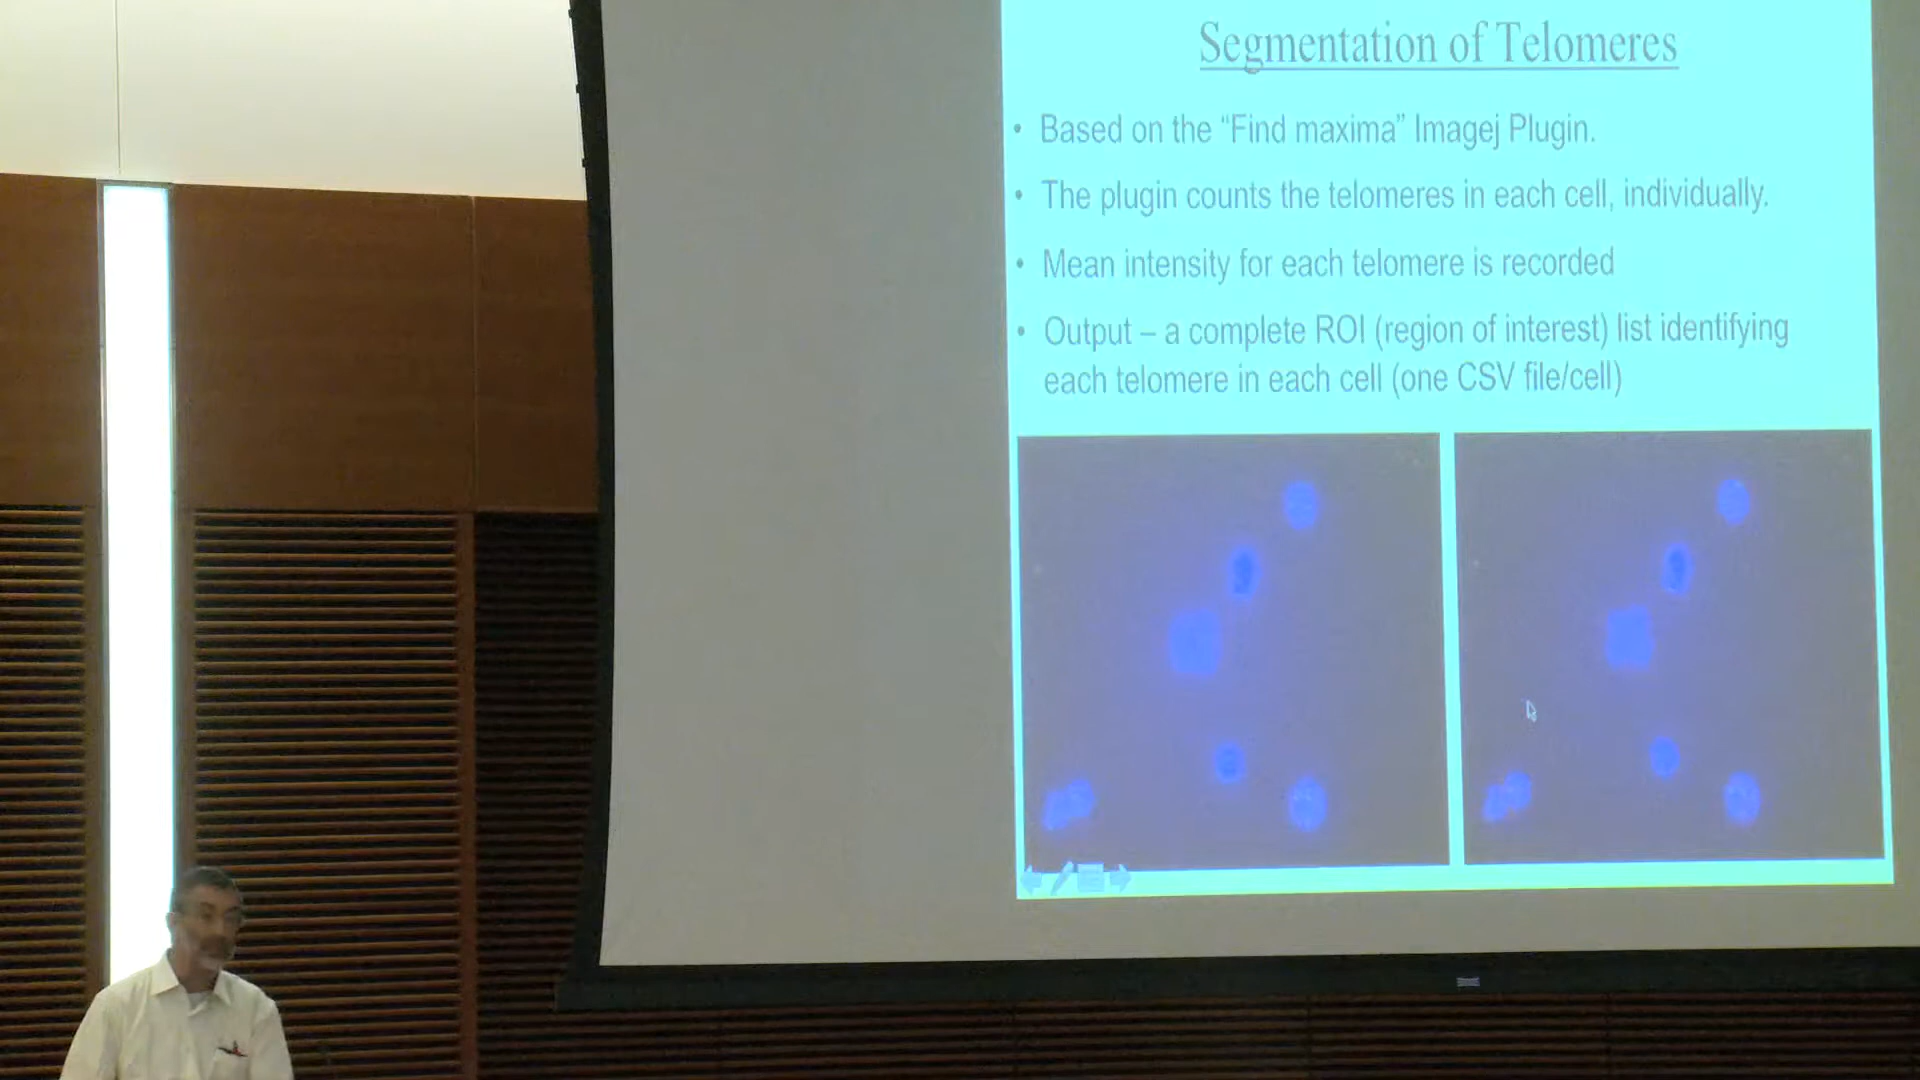 Segmentation of Telomeres
• Based on the “Find maxima” Imagej Plugin.
• The plugin counts the telomeres in each cell, individually.
• Mean intensity for each telomere is recorded
• Output – a complete ROI (region of interest) list identifying
each telomere in each cell (one CSV file/cell)